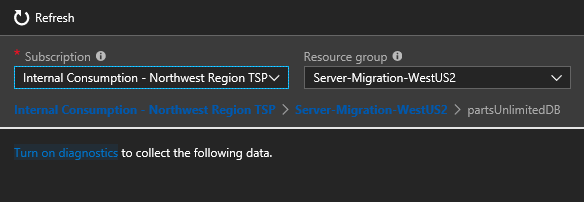 Refresh
* Subscription
Resource group
Internal Consumption - Northwest Region TSP
Server-Migration-WestUS2
Internal Consumption - Northwest Region TSP > Server-Migration-WestUS2 > partsUnlimitedDB
Turn on diagnostics to collect the following data.